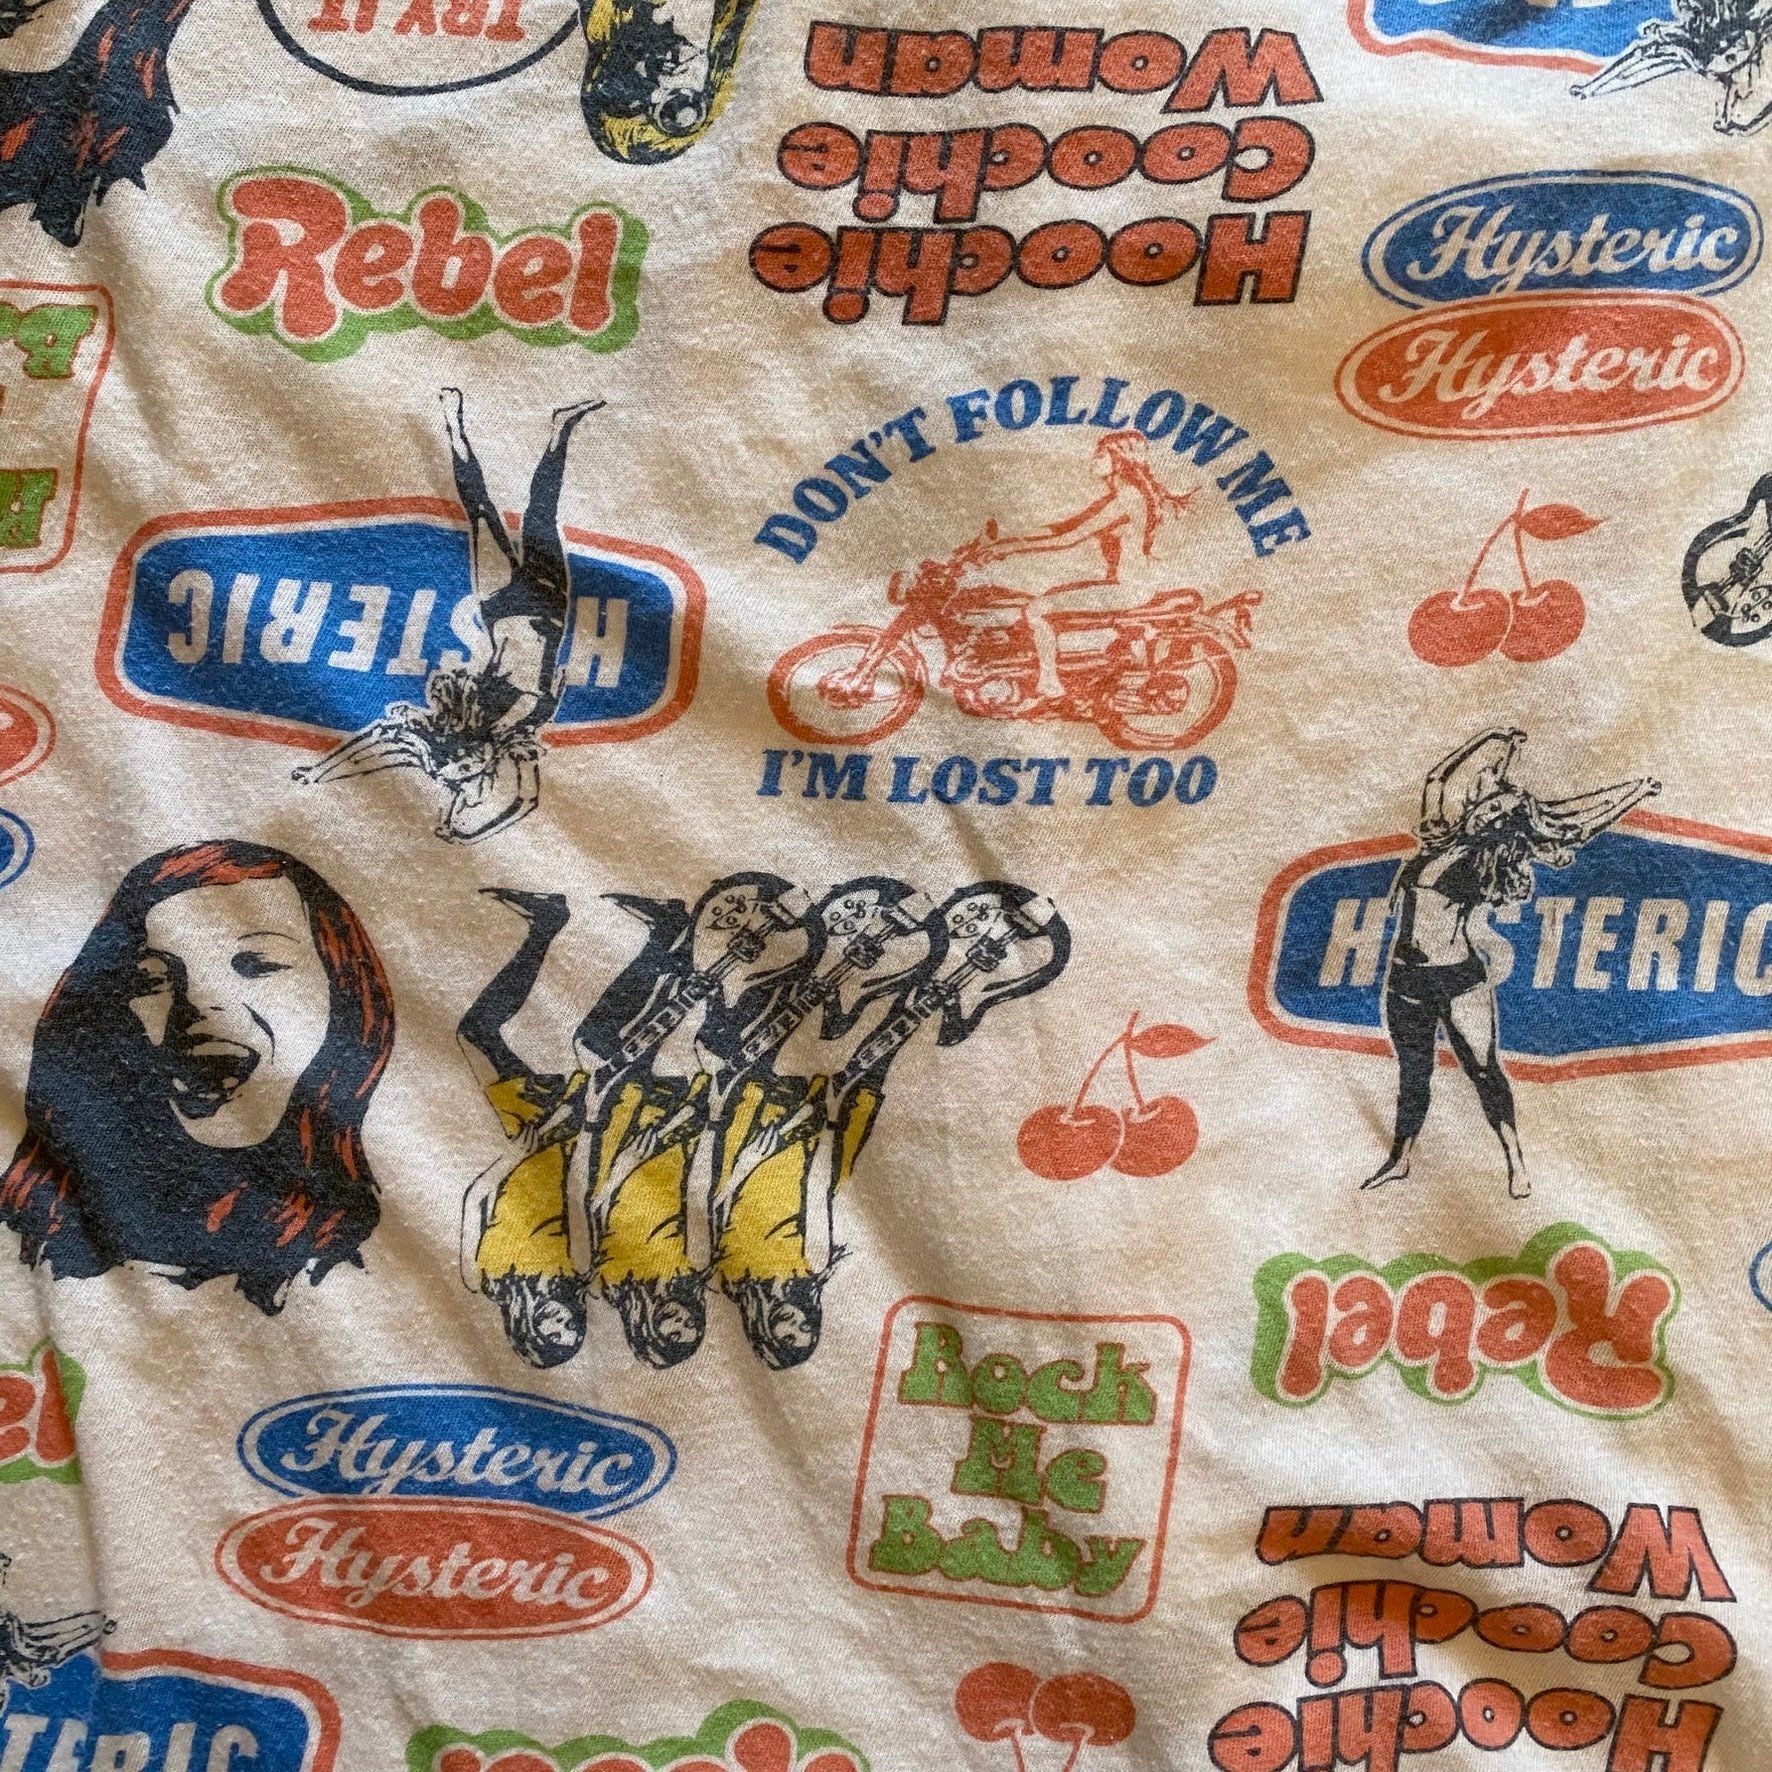 TRY IT
Woman
Coochie
Hoochie
Hysteric
Hysteric
Rebel
DON'T FOLLOW ME
I'M LOST TOO
HYSTERIC
HYSTERIC
Rebel
Rock
Me
Baby
Hysteric
Hysteric
Woman
Coochie
Hoochie